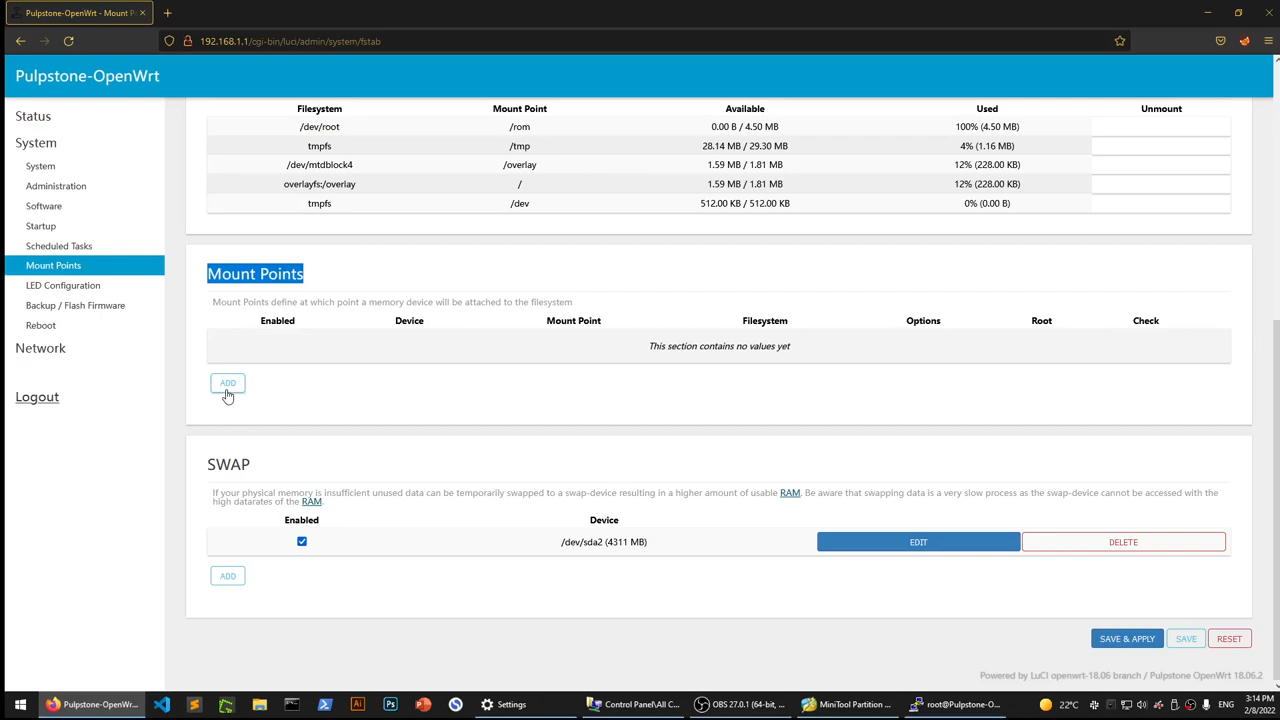 Pulpstone-OpenWrt - Mount P
192.168.1.1/cgi-bin/luci/admin/system/fstab
Pulpstone-OpenWrt
Status
System
System
Administration
Software
Startup
Scheduled Tasks
Mount Points
LED Configuration
Backup / Flash Firmware
Reboot
Network
Logout
Filesystem Mount Point Available Used Unmount
/dev/root /rom 0.00 B / 4.50 MB 100% (4.50 MB)
tmpfs /tmp 28.14 MB / 29.30 MB 4% (1.16 MB)
/dev/mtdblock4 /overlay 1.59 MB / 1.81 MB 12% (228.00 KB)
overlayfs:/overlay / 1.59 MB / 1.81 MB 12% (228.00 KB)
tmpfs /dev 512.00 KB / 512.00 KB 0% (0.00 B)
Mount Points
Mount Points define at which point a memory device will be attached to the filesystem
Enabled Device Mount Point Filesystem Options Root Check
This section contains no values yet
ADD
SWAP
If your physical memory is insufficient unused data can be temporarily swapped to a swap-device resulting in a higher amount of usable RAM. Be aware that swapping data is a very slow process as the swap-device cannot be accessed with the
high datarates of the RAM.
Enabled Device
/dev/sda2 (4311 MB) EDIT DELETE
ADD
SAVE & APPLY SAVE RESET
Powered by LuCI openwrt-18.06 branch / Pulpstone OpenWrt 18.06.2
Pulpstone-OpenWr... Ai Ps Settings Control Panel\All C... OBS 27.0.1 (64-bit, ... MiniTool Partition ... root@Pulpstone-O... 22°C ENG 3:14 PM
2/8/2022